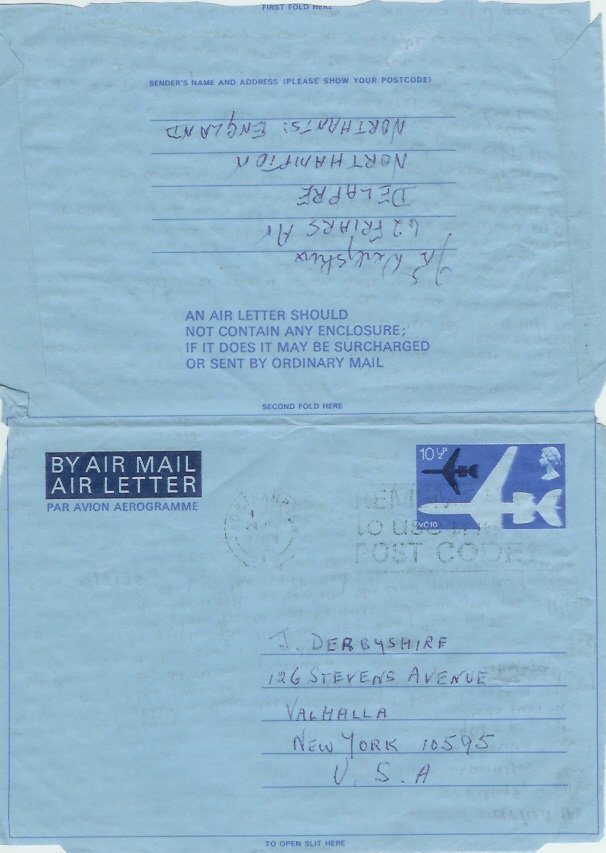 FIRST FOLD HERE
SENDER'S NAME AND ADDRESS (PLEASE SHOW YOUR POSTCODE)
Derbyshire
62 FRIARS AV
DELAPRE
NORTHAMPTON
NORTHANTS: ENGLAND
AN AIR LETTER SHOULD
NOT CONTAIN ANY ENCLOSURE;
IF IT DOES IT MAY BE SURCHARGED
OR SENT BY ORDINARY MAIL
SECOND FOLD HERE
BY AIR MAIL
AIR LETTER
PAR AVION AEROGRAMME
10½P
VC10
to use the
POST CODE
J. DERBYSHIRE
126 STEVENS AVENUE
VALHALLA
NEW YORK 10595
U. S. A
TO OPEN SLIT HERE